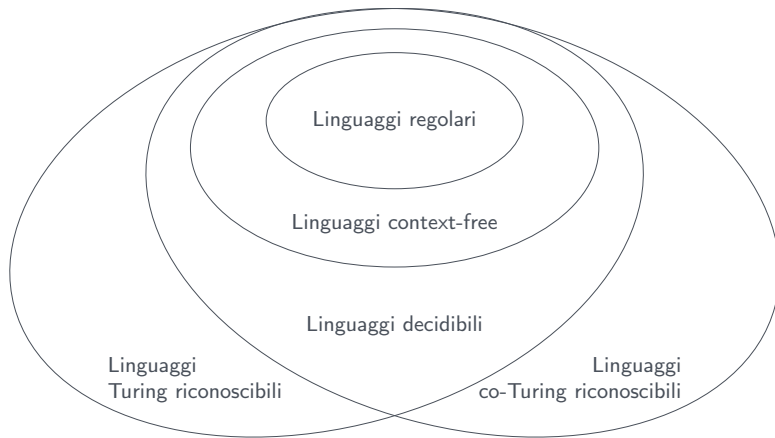 Linguaggi regolari
Linguaggi context-free
Linguaggi decidibili
Linguaggi
Turing riconoscibili
Linguaggi
co-Turing riconoscibili